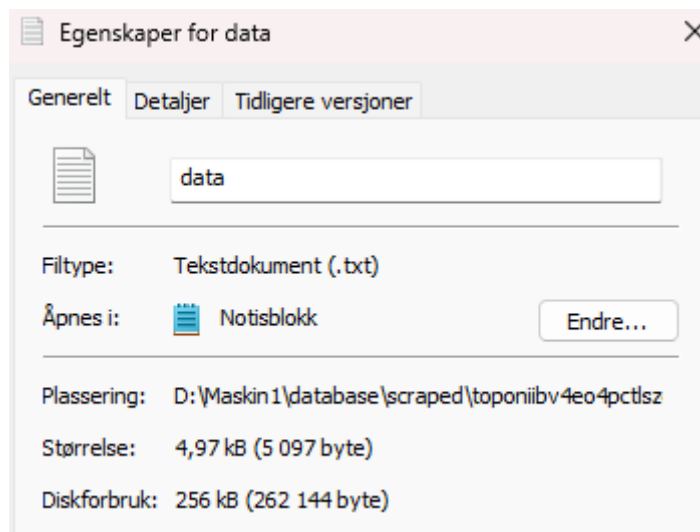 Egenskaper for data
Generelt Detaljer Tidligere versjoner
data
Filtype: Tekstdokument (.txt)
Åpnes i: Notisblokk Endre...
Plassering: D:\Maskin1\database\scraped\toponiibv4eo4pctlsz
Størrelse: 4,97 kB (5 097 byte)
Diskforbruk: 256 kB (262 144 byte)